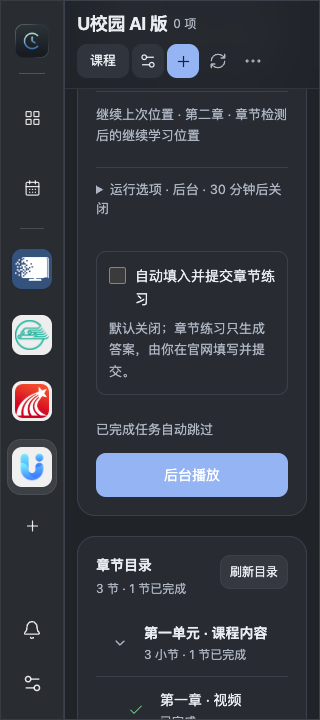 U校园 AI 版 0 项
课程
继续上次位置 · 第二章 · 章节检测
后的继续学习位置
运行选项 · 后台 · 30 分钟后关
闭
自动填入并提交章节练
习
默认关闭；章节练习只生成
答案，由你在官网填写并提
交。
已完成任务自动跳过
后台播放
章节目录
3 节 · 1 节已完成
刷新目录
第一单元 · 课程内容
3 小节 · 1 节已完成
第一章 · 视频